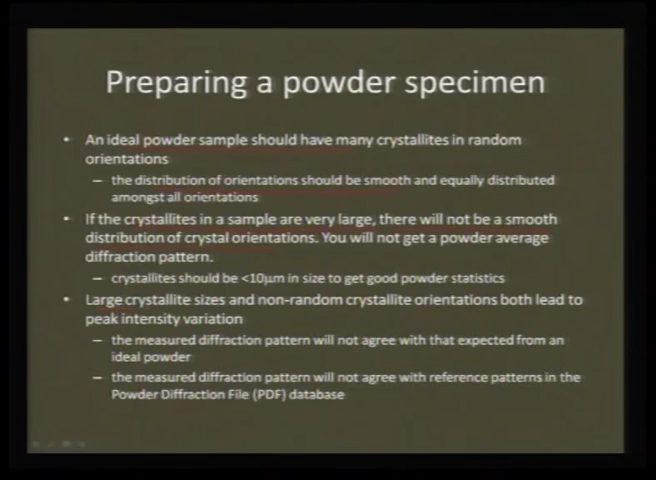 Preparing a powder specimen
• An ideal powder sample should have many crystallites in random
orientations
– the distribution of orientations should be smooth and equally distributed
amongst all orientations
• If the crystallites in a sample are very large, there will not be a smooth
distribution of crystal orientations. You will not get a powder average
diffraction pattern.
– crystallites should be <10μm in size to get good powder statistics
• Large crystallite sizes and non-random crystallite orientations both lead to
peak intensity variation
– the measured diffraction pattern will not agree with that expected from an
ideal powder
– the measured diffraction pattern will not agree with reference patterns in the
Powder Diffraction File (PDF) database